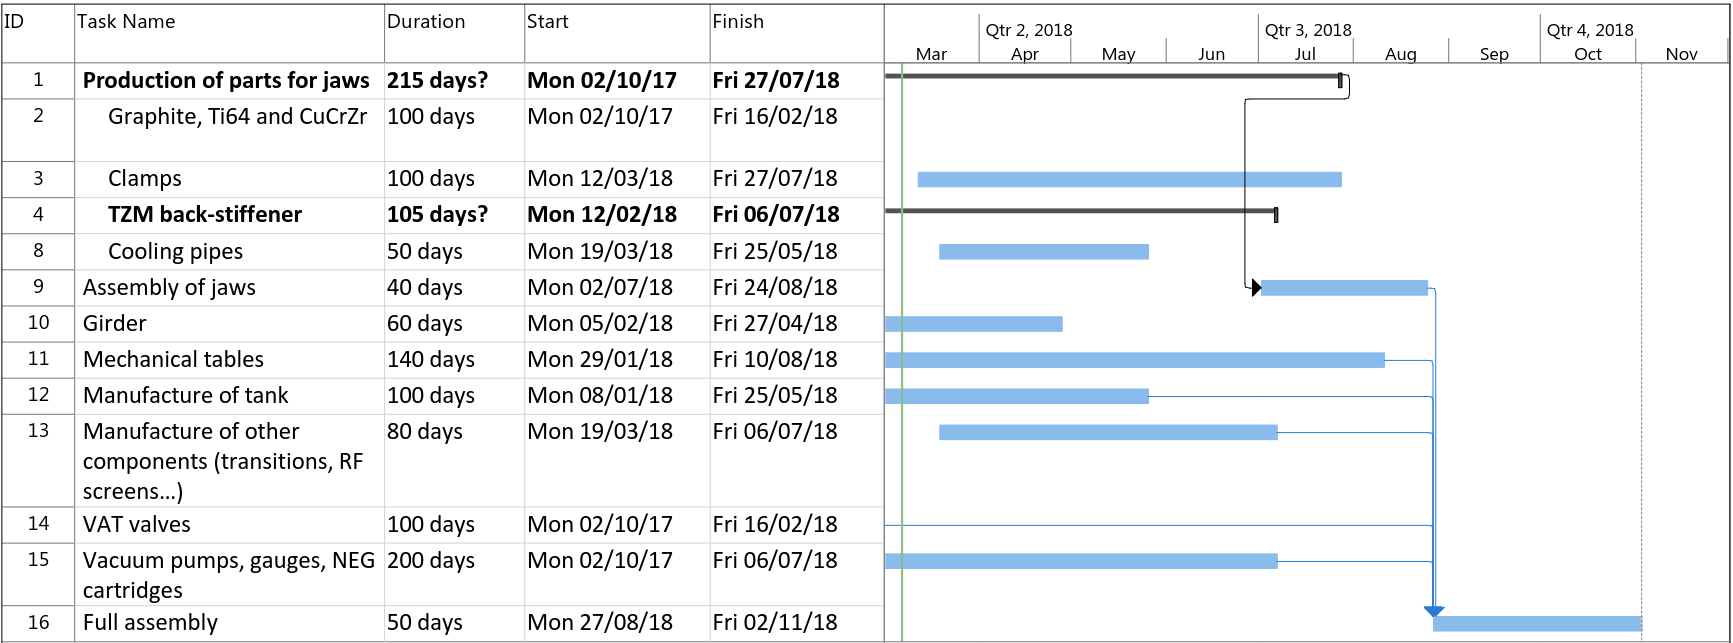 ID Task Name Duration Start Finish
Qtr 2, 2018 Qtr 3, 2018 Qtr 4, 2018
Mar Apr May Jun Jul Aug Sep Oct Nov
1 Production of parts for jaws 215 days? Mon 02/10/17 Fri 27/07/18
2 Graphite, Ti64 and CuCrZr 100 days Mon 02/10/17 Fri 16/02/18
3 Clamps 100 days Mon 12/03/18 Fri 27/07/18
4 TZM back-stiffener 105 days? Mon 12/02/18 Fri 06/07/18
8 Cooling pipes 50 days Mon 19/03/18 Fri 25/05/18
9 Assembly of jaws 40 days Mon 02/07/18 Fri 24/08/18
10 Girder 60 days Mon 05/02/18 Fri 27/04/18
11 Mechanical tables 140 days Mon 29/01/18 Fri 10/08/18
12 Manufacture of tank 100 days Mon 08/01/18 Fri 25/05/18
13 Manufacture of other 80 days Mon 19/03/18 Fri 06/07/18
components (transitions, RF
screens...)
14 VAT valves 100 days Mon 02/10/17 Fri 16/02/18
15 Vacuum pumps, gauges, NEG 200 days Mon 02/10/17 Fri 06/07/18
cartridges
16 Full assembly 50 days Mon 27/08/18 Fri 02/11/18